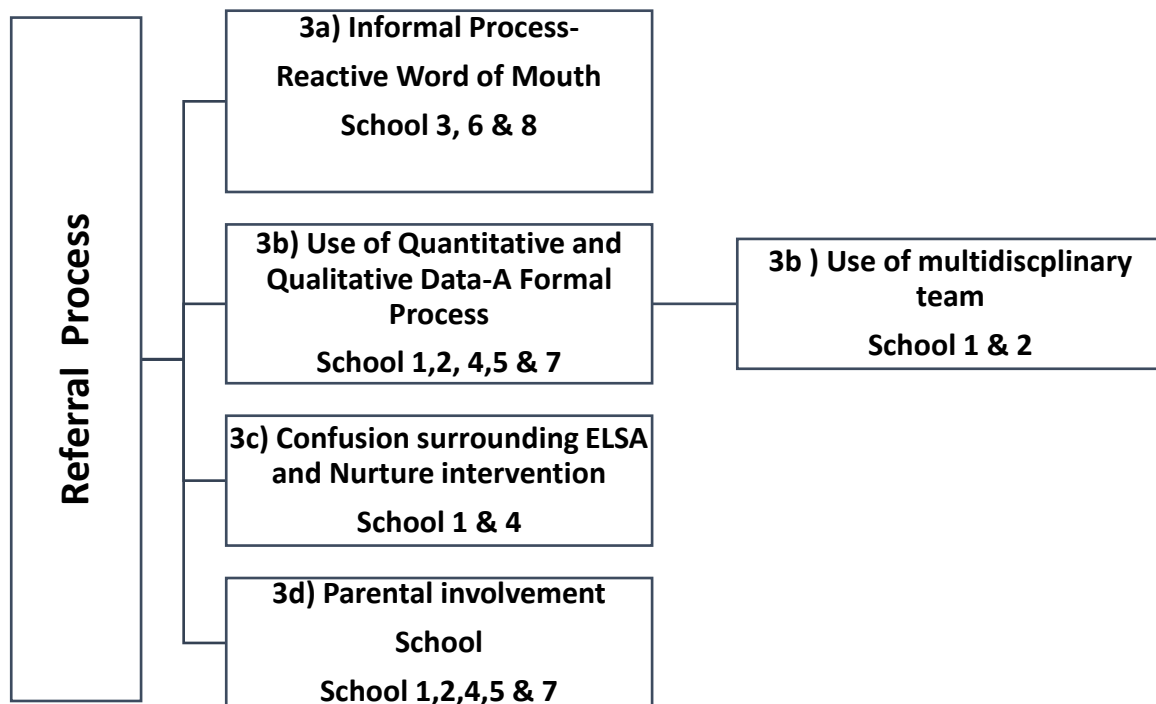 Referral Process
3a) Informal Process-
Reactive Word of Mouth
School 3, 6 & 8
3b) Use of Quantitative and
Qualitative Data-A Formal
Process
School 1,2, 4,5 & 7
3b ) Use of multidiscplinary
team
School 1 & 2
3c) Confusion surrounding ELSA
and Nurture intervention
School 1 & 4
3d) Parental involvement
School
School 1,2,4,5 & 7